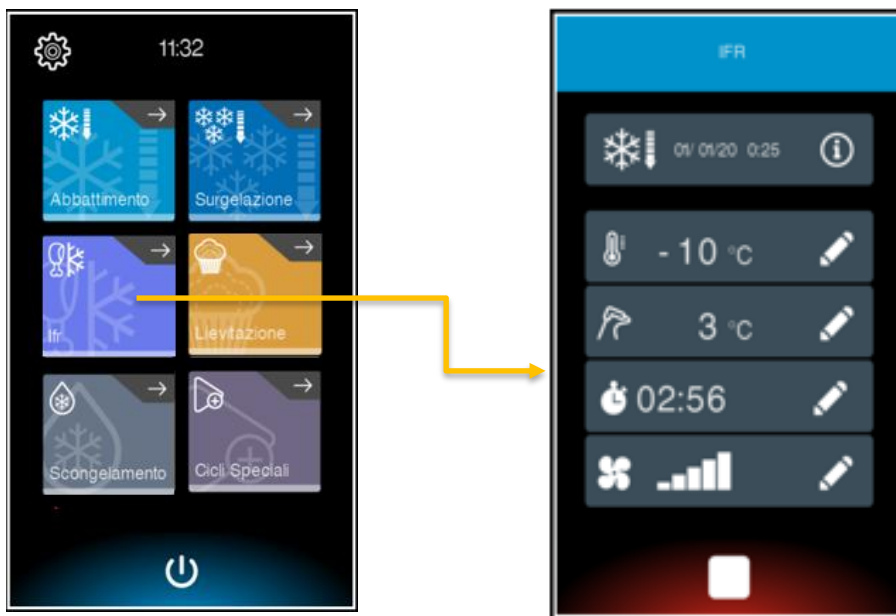 11:32
Abbattimento
Surgelazione
Ifr
Lievitazione
Scongelamento
Cicli Speciali
IFR
01/01/20 0:25
- 10 °C
3 °C
02:56